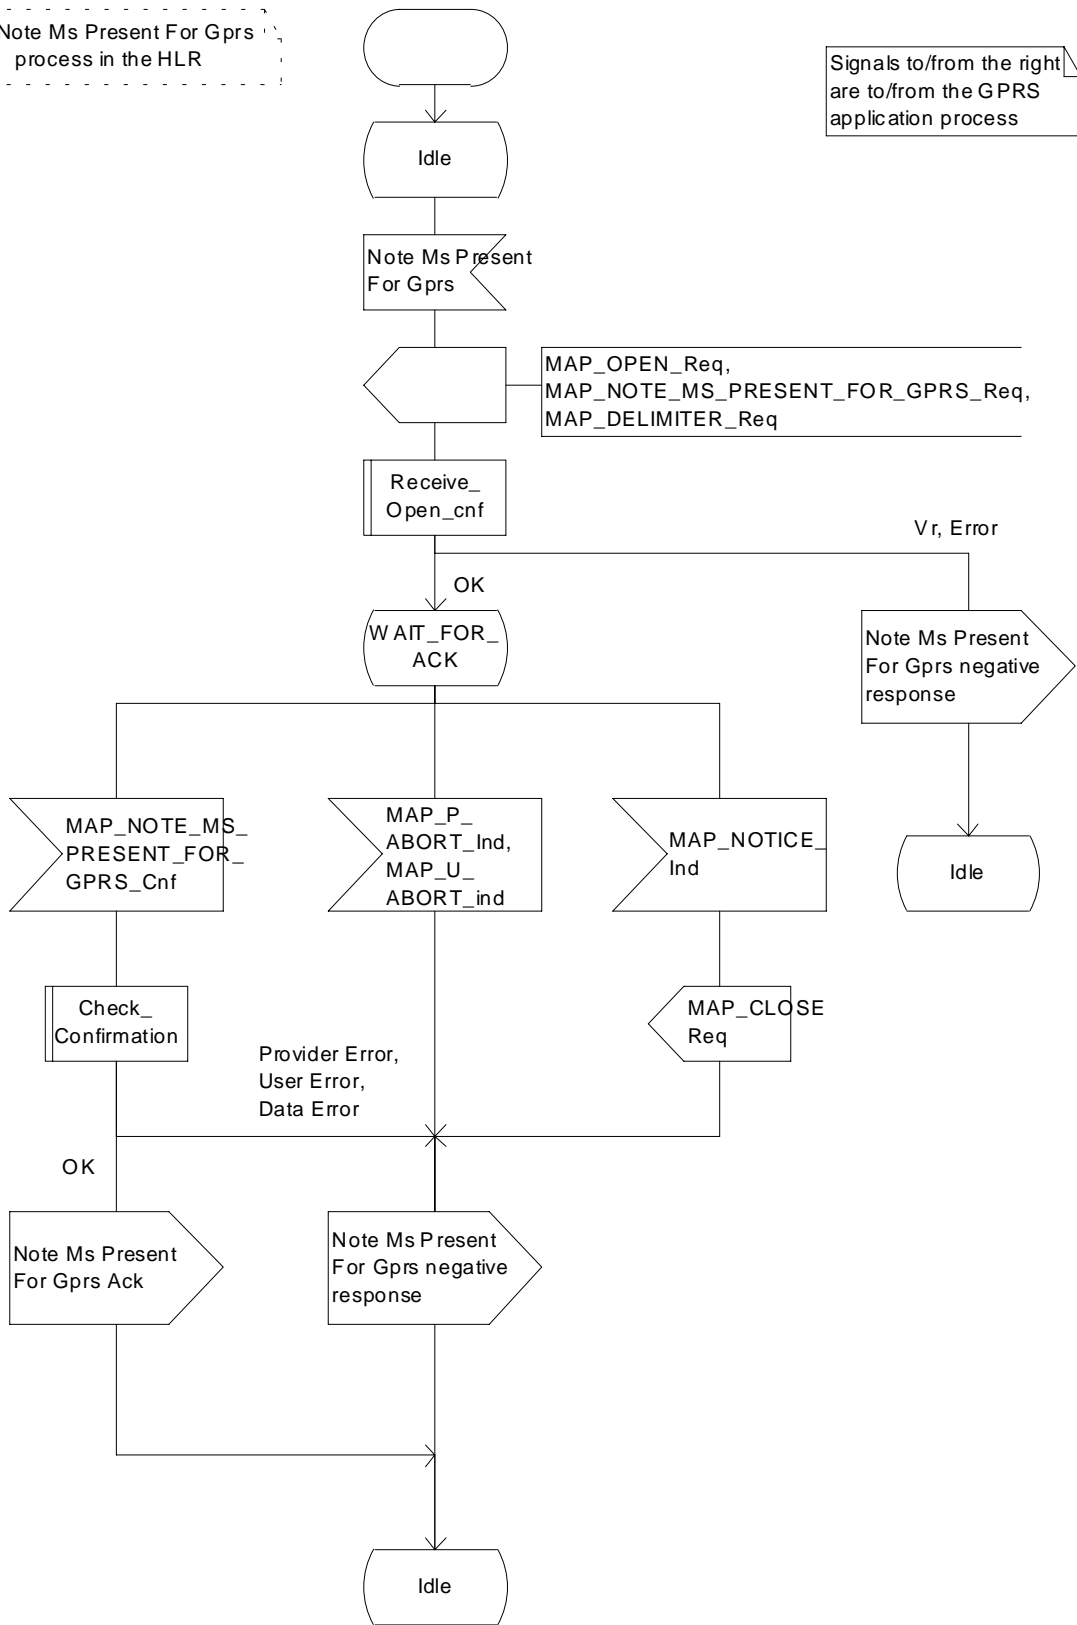 Note Ms Present For Gprs
process in the HLR
Signals to/from the right
are to/from the GPRS
application process
Idle
Note Ms Present
For Gprs
MAP_OPEN_Req,
MAP_NOTE_MS_PRESENT_FOR_GPRS_Req,
MAP_DELIMITER_Req
Receive_
Open_cnf
Vr, Error
OK
WAIT_FOR_
ACK
Note Ms Present
For Gprs negative
response
MAP_NOTE_MS_
PRESENT_FOR_
GPRS_Cnf
MAP_P_
ABORT_Ind,
MAP_U_
ABORT_ind
MAP_NOTICE_
Ind
Idle
Check_
Confirmation
MAP_CLOSE
Req
Provider Error,
User Error,
Data Error
OK
Note Ms Present
For Gprs Ack
Note Ms Present
For Gprs negative
response
Idle